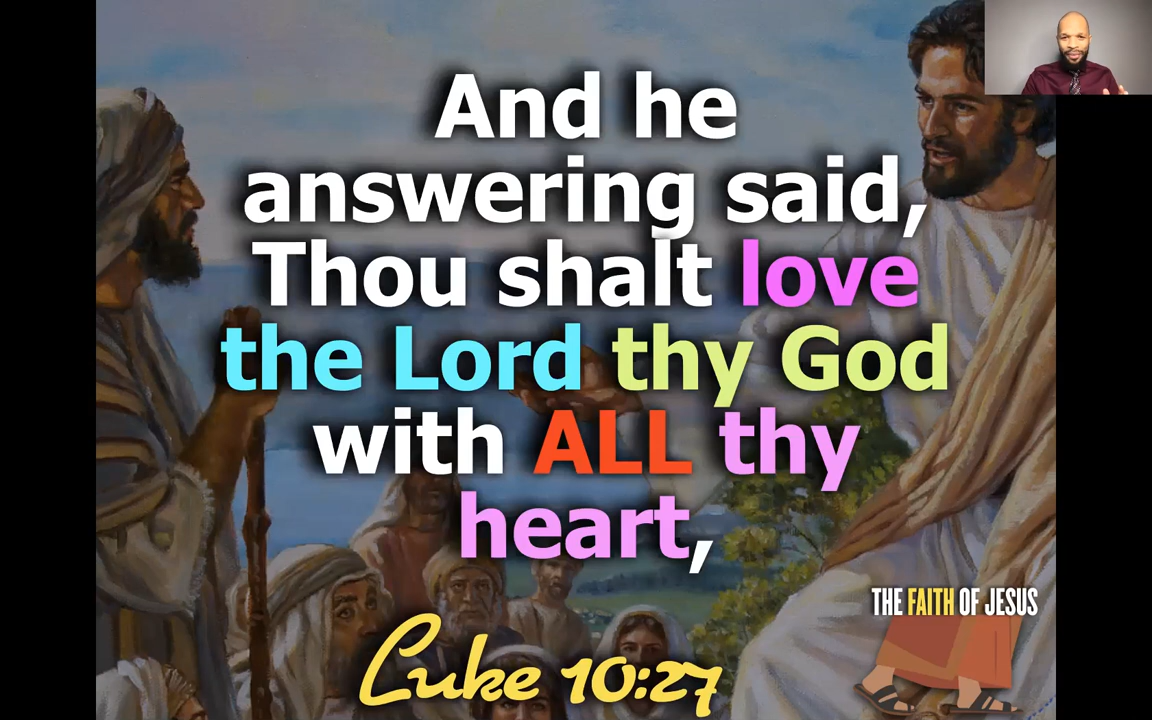 And he
answering said,
Thou shalt love
the Lord thy God
with ALL thy
heart,
THE FAITH OF JESUS
Luke 10:27